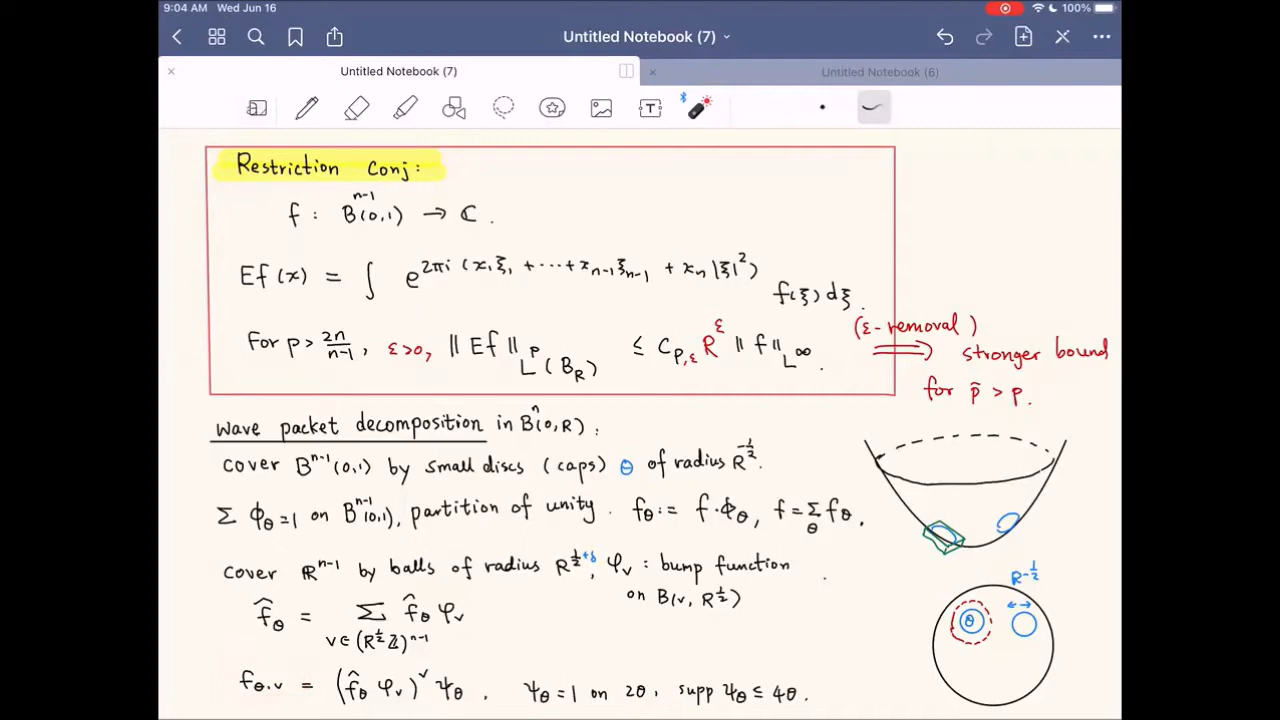 9:04 AM Wed Jun 16
100%
Untitled Notebook (7)
Untitled Notebook (7)
Untitled Notebook (6)
Restriction Conj:
f : B^{n-1}(0,1) → ℂ.
Ef(x) = ∫ e^{2πi (x₁ξ₁ + ⋯ + x_{n-1}ξ_{n-1} + x_n|ξ|²)} f(ξ) dξ.
For p > 2n/(n-1), ε>0, ‖Ef‖_{L^p(B_R)} ≤ C_{p,ε} R^ε ‖f‖_{L^∞}.
(ε-removal) ⟹ stronger bound
for p̃ > p.
Wave packet decomposition in B^n(0,R):
Cover B^{n-1}(0,1) by small discs (caps) θ of radius R^{-1/2}.
Σ ϕ_θ = 1 on B^{n-1}(0,1), partition of unity. f_θ := f·ϕ_θ, f = Σ_θ f_θ.
Cover ℝ^{n-1} by balls of radius R^{1/2+δ}, φ_v : bump function
on B(v, R^{1/2})
f̂_θ = Σ_{v∈(R^{1/2}ℤ)^{n-1}} f̂_θ φ_v
f_{θ,v} = (f̂_θ φ_v)^∨ ψ_θ. ψ_θ = 1 on 2θ, supp ψ_θ ⊆ 4θ.
R^{-1/2}
θ